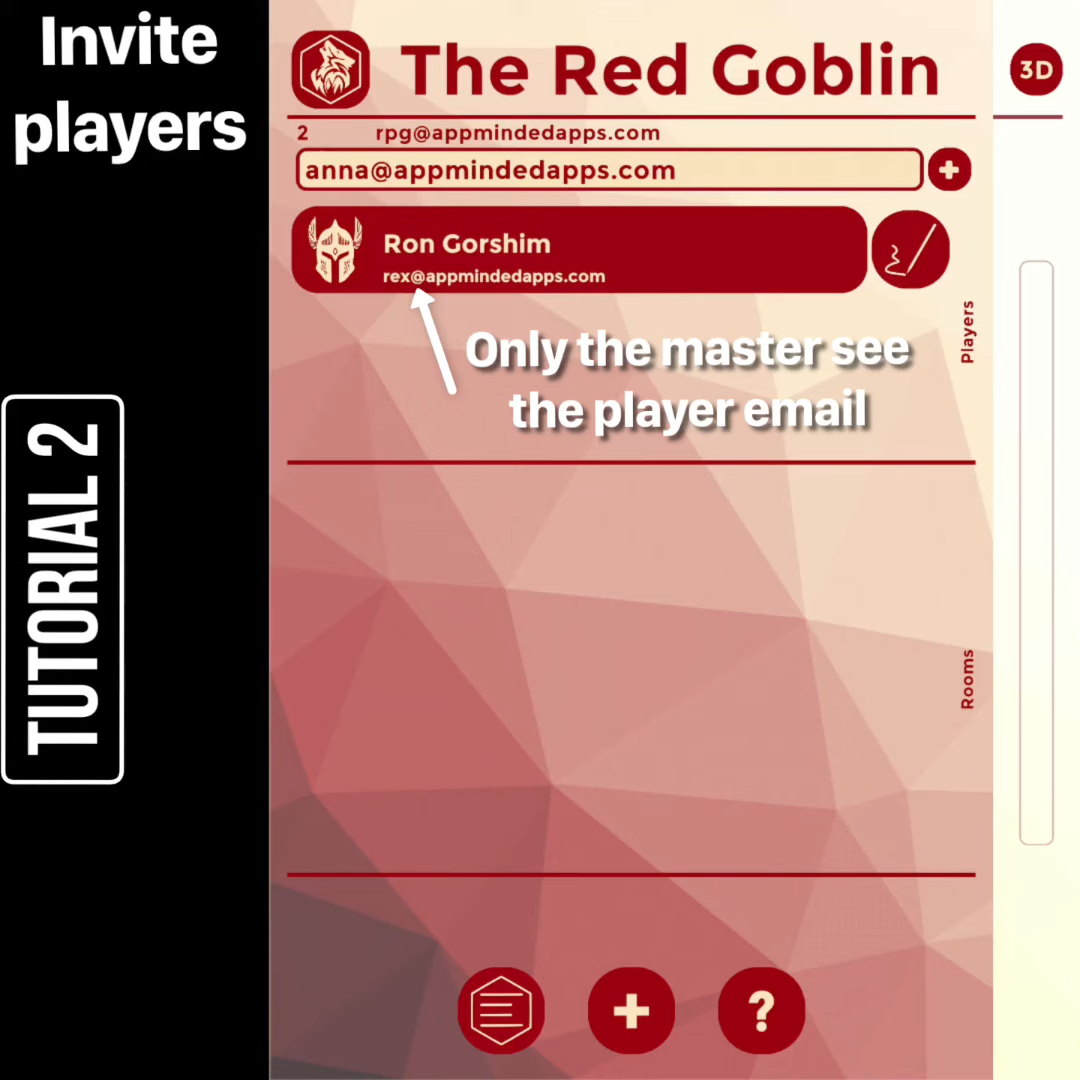 Invite
players
TUTORIAL 2
The Red Goblin
3D
2 rpg@appmindedapps.com
anna@appmindedapps.com
Ron Gorshim
rex@appmindedapps.com
Only the master see
the player email
Players
Rooms
?